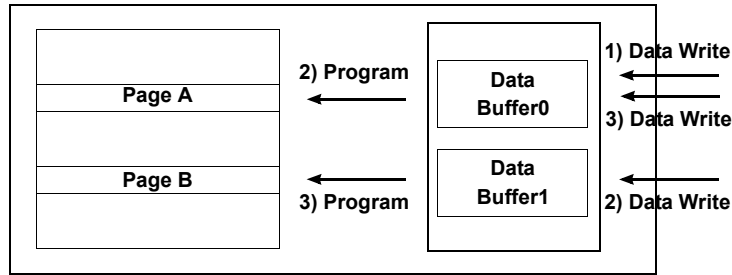 1) Data Write
2) Program
Data
Buffer0
Page A
3) Data Write
Page B
Data
Buffer1
3) Program
2) Data Write